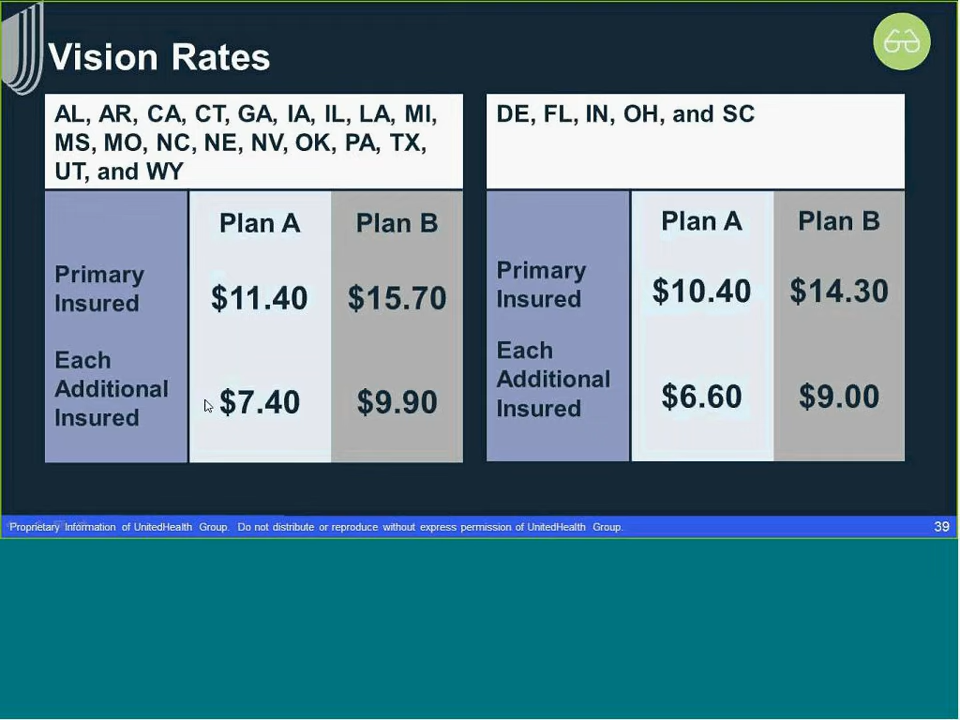 Vision Rates
AL, AR, CA, CT, GA, IA, IL, LA, MI,
MS, MO, NC, NE, NV, OK, PA, TX,
UT, and WY
Plan A Plan B
Primary
Insured
$11.40 $15.70
Each
Additional
Insured
$7.40 $9.90
DE, FL, IN, OH, and SC
Plan A Plan B
Primary
Insured
$10.40 $14.30
Each
Additional
Insured
$6.60 $9.00
Proprietary Information of UnitedHealth Group. Do not distribute or reproduce without express permission of UnitedHealth Group.
39